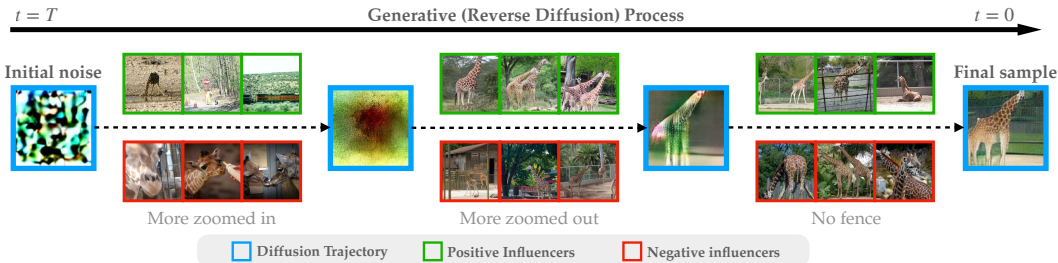 t = T
Generative (Reverse Diffusion) Process
t = 0
Initial noise
Final sample
More zoomed in
More zoomed out
No fence
Diffusion Trajectory
Positive Influencers
Negative influencers